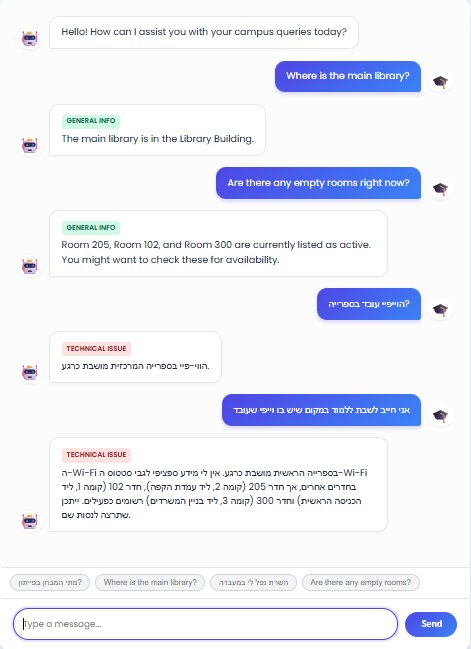 Hello! How can I assist you with your campus queries today?
Where is the main library?
GENERAL INFO
The main library is in the Library Building.
Are there any empty rooms right now?
GENERAL INFO
Room 205, Room 102, and Room 300 are currently listed as active.
You might want to check these for availability.
הוייפיי עובד בספרייה?
TECHNICAL ISSUE
הווי-פיי בספרייה המרכזית מושבת כרגע.
אני חייב לשבת ללמוד במקום שיש בו וייפי שעובד
TECHNICAL ISSUE
ה-Wi-Fi בספרייה הראשית מושבת כרגע. אין לי מידע ספציפי לגבי סטטוס ה-Wi-Fi
בחדרים אחרים, אך חדר 205 (קומה 2, ליד עמדת הקפה), חדר 102 (קומה 1, ליד
הכניסה הראשית) וחדר 300 (קומה 3, ליד בניין המשרדים) רשומים כפעילים. ייתכן
שתרצה לנסות שם.
מתי המבחן בפייתון?
Where is the main library?
השרת נפל לי במעבדה
Are there any empty rooms?
Type a message...
Send